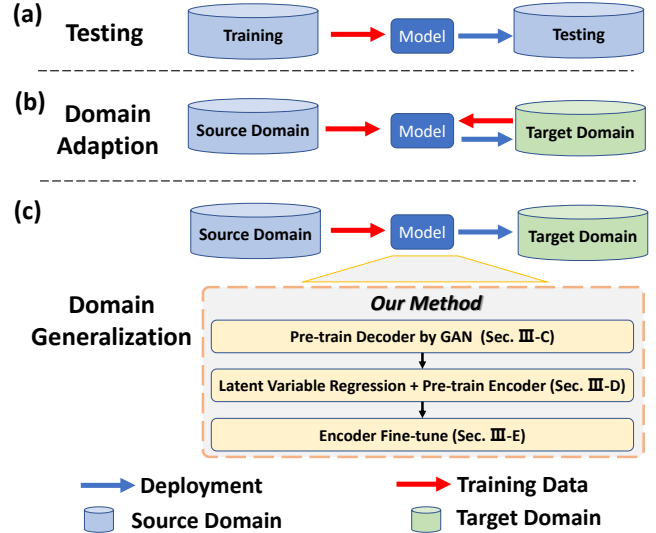 (a)
Testing
Training
Model
Testing
(b)
Domain
Adaption
Source Domain
Model
Target Domain
(c)
Source Domain
Model
Target Domain
Domain
Generalization
Our Method
Pre-train Decoder by GAN (Sec. Ⅲ-C)
Latent Variable Regression + Pre-train Encoder (Sec. Ⅲ-D)
Encoder Fine-tune (Sec. Ⅲ-E)
Deployment
Training Data
Source Domain
Target Domain